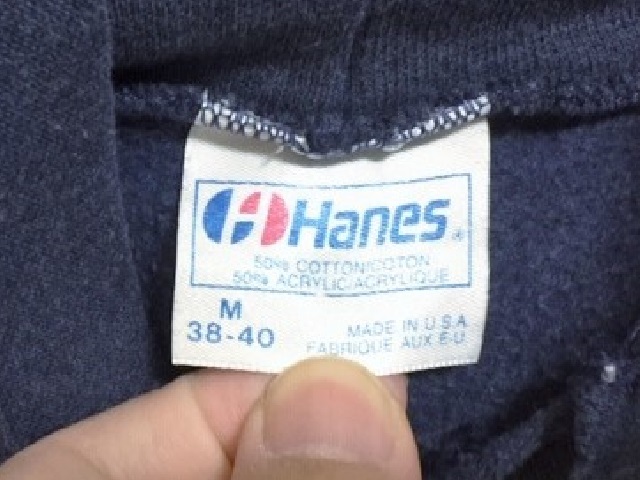 Hanes®
50% COTTON/COTON
50% ACRYLIC/ACRYLIQUE
M
38-40
MADE IN U.S.A
FABRIQUE AUX E-U